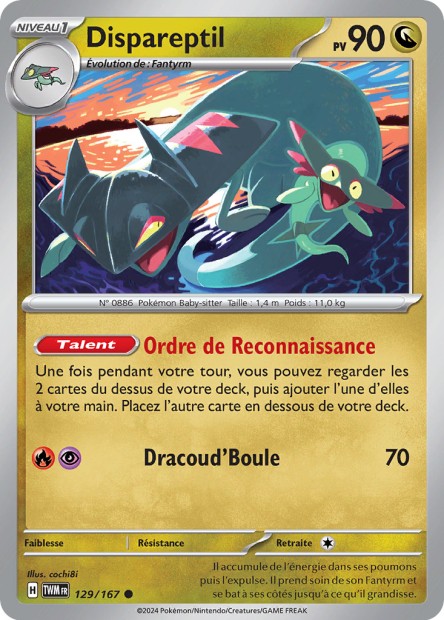 NIVEAU 1
Dispareptil
PV 90
Évolution de : Fantyrm
N° 0886 Pokémon Baby-sitter Taille : 1,4 m Poids : 11,0 kg
Talent Ordre de Reconnaissance
Une fois pendant votre tour, vous pouvez regarder les
2 cartes du dessus de votre deck, puis ajouter l'une d'elles
à votre main. Placez l'autre carte en dessous de votre deck.
Dracoud'Boule 70
Faiblesse Résistance Retraite
Illus. cochi8i
H TWM FR 129/167
Il accumule de l'énergie dans ses poumons
puis l'expulse. Il prend soin de son Fantyrm et
se bat à ses côtés jusqu'à ce qu'il grandisse.
©2024 Pokémon/Nintendo/Creatures/GAME FREAK